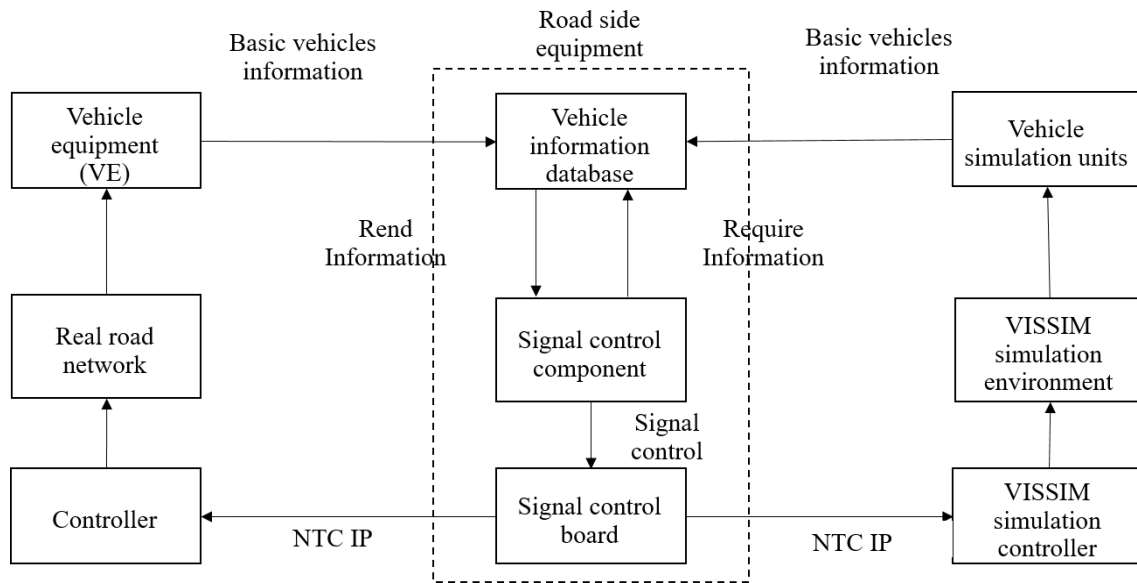 Road side
equipment
Basic vehicles
information
Basic vehicles
information
Vehicle
equipment
(VE)
Vehicle
information
database
Vehicle
simulation units
Rend
Information
Require
Information
Real road
network
Signal control
component
VISSIM
simulation
environment
Signal
control
Controller
Signal control
board
VISSIM
simulation
controller
NTC IP
NTC IP